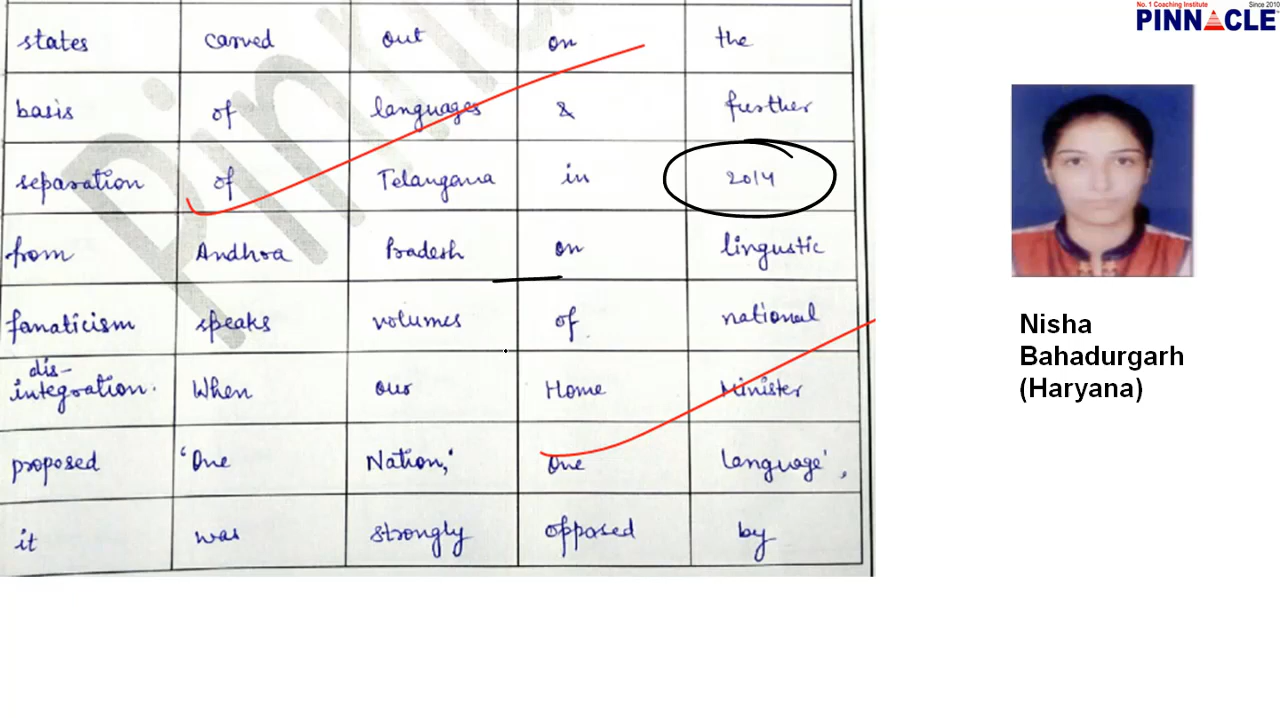 No. 1 Coaching Institute Since 2010
PINNACLE
states carved out on the
basis of languages & further
separation of Telangana in 2014
from Andhra Pradesh on lingustic
fanaticism speaks volumes of national
dis-
integration. When our Home Minister
proposed 'One Nation,' One language',
it was strongly opposed by
Nisha
Bahadurgarh
(Haryana)